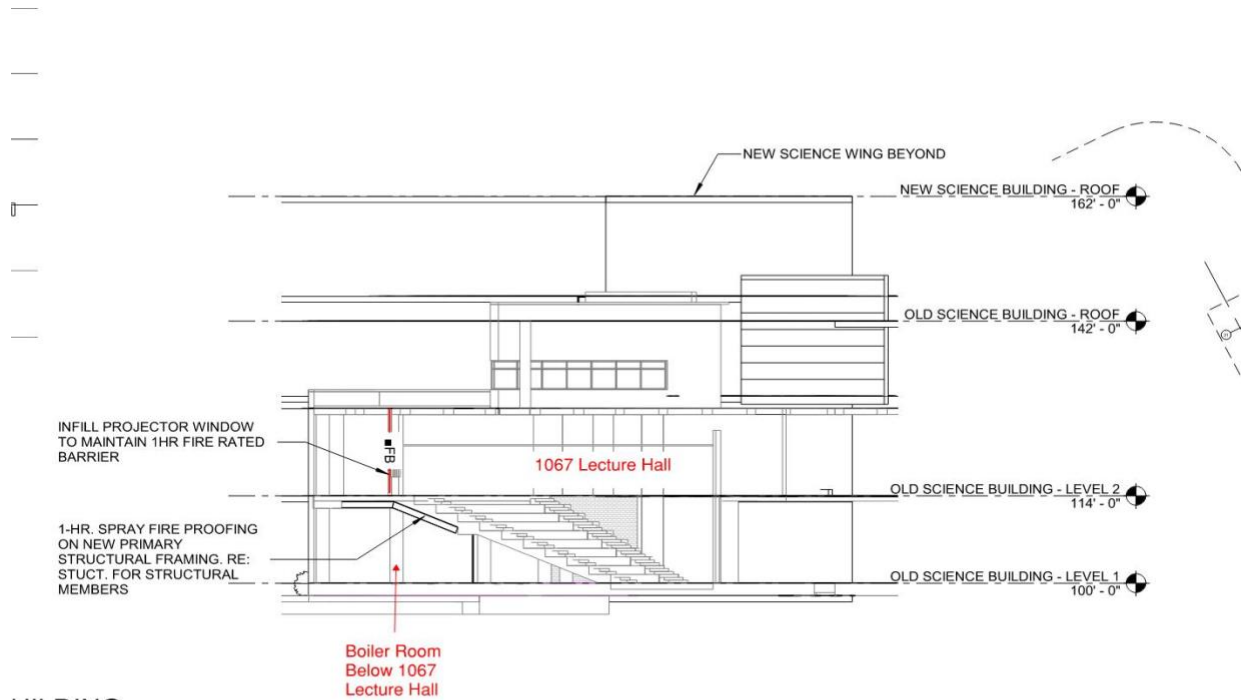 NEW SCIENCE WING BEYOND
NEW SCIENCE BUILDING - ROOF
162' - 0"
OLD SCIENCE BUILDING - ROOF
142' - 0"
INFILL PROJECTOR WINDOW
TO MAINTAIN 1HR FIRE RATED
BARRIER
FB
1067 Lecture Hall
OLD SCIENCE BUILDING - LEVEL 2
114' - 0"
1-HR. SPRAY FIRE PROOFING
ON NEW PRIMARY
STRUCTURAL FRAMING. RE:
STUCT. FOR STRUCTURAL
MEMBERS
OLD SCIENCE BUILDING - LEVEL 1
100' - 0"
Boiler Room
Below 1067
Lecture Hall